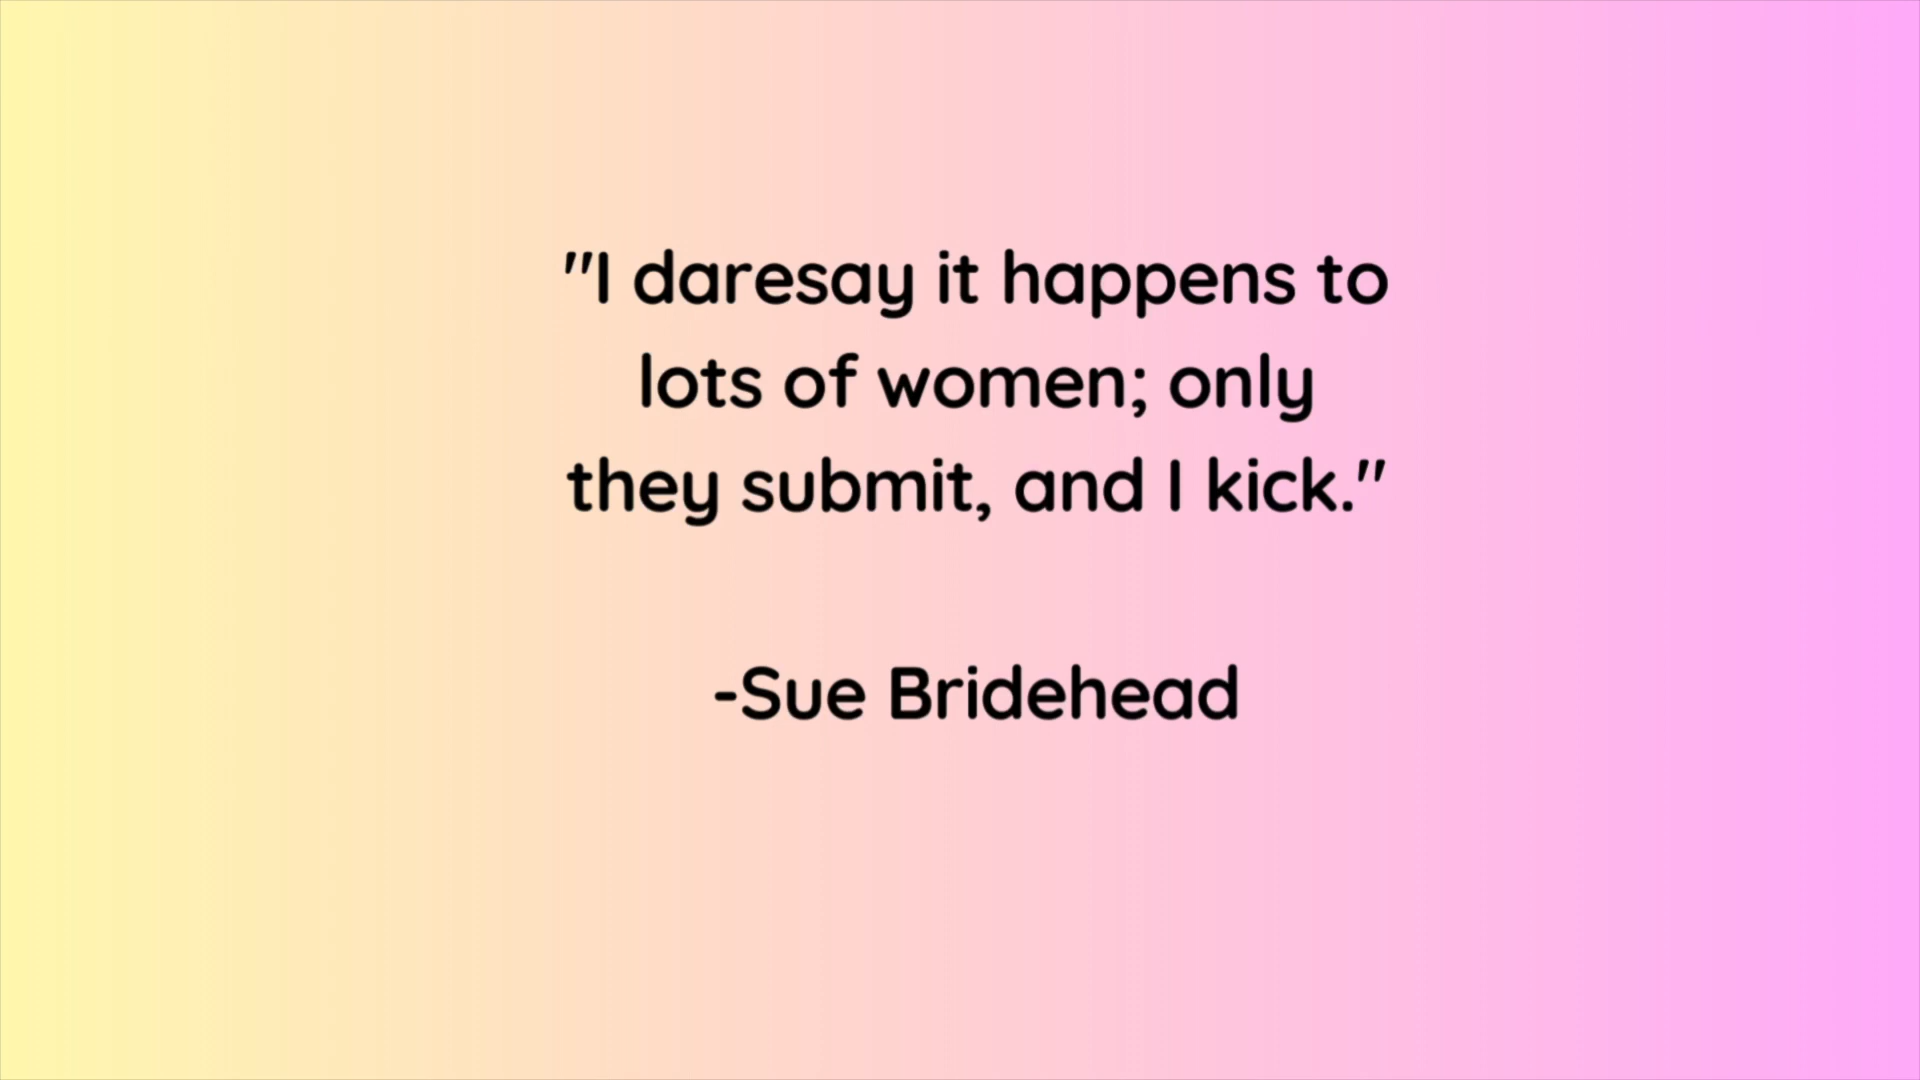 "I daresay it happens to
lots of women; only
they submit, and I kick."
-Sue Bridehead